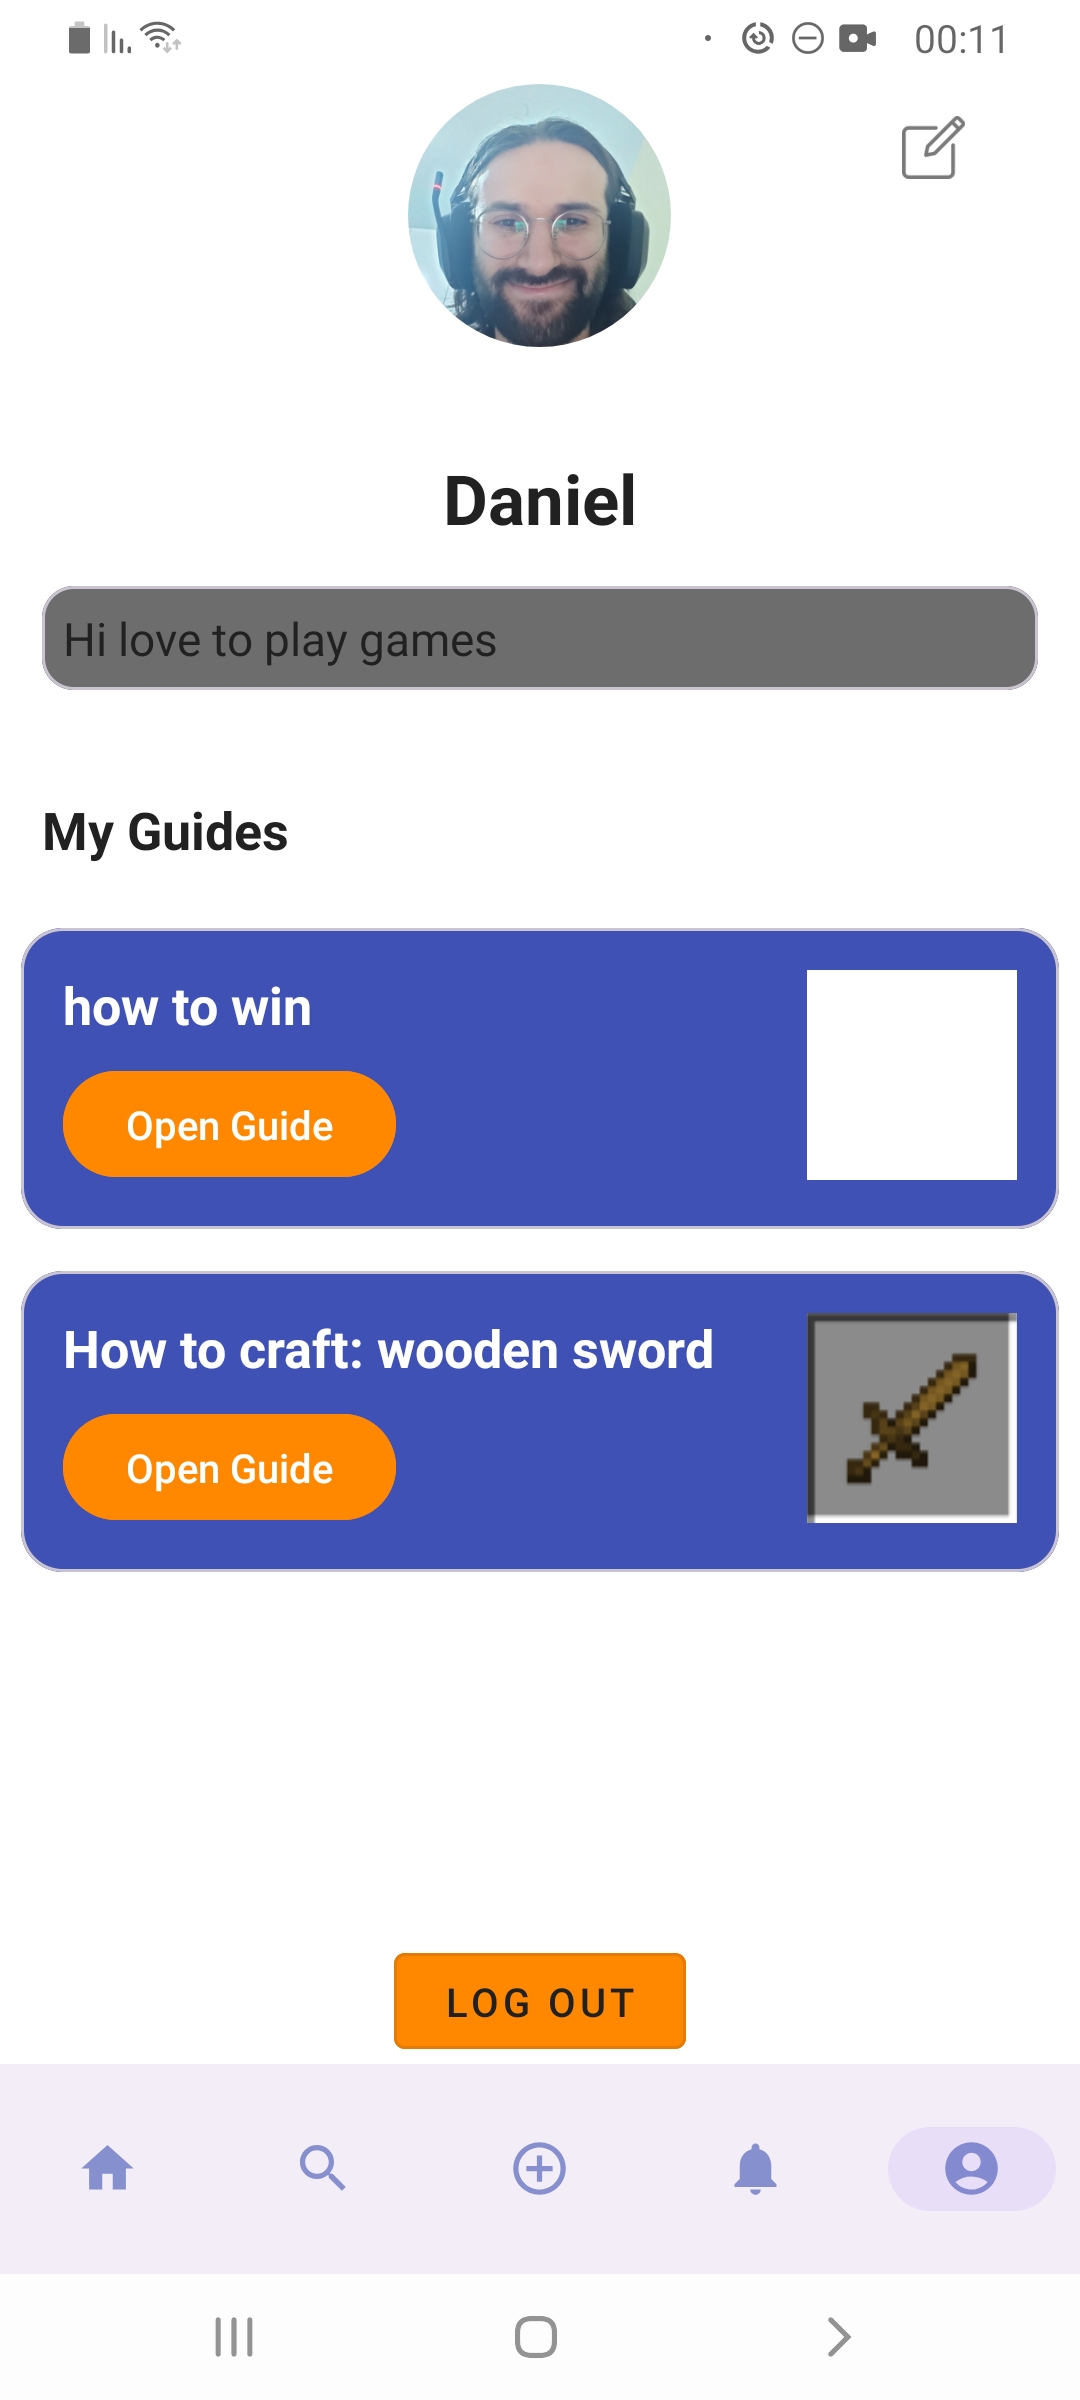 00:11
Daniel
Hi love to play games
My Guides
how to win
Open Guide
How to craft: wooden sword
Open Guide
LOG OUT